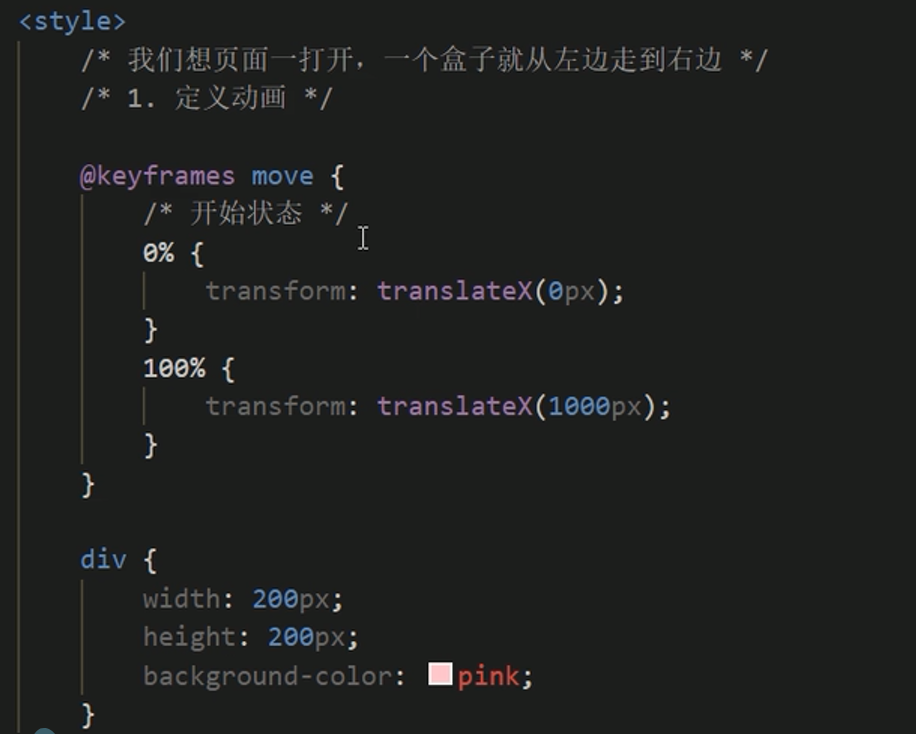 <style>
/* 我们想页面一打开，一个盒子就从左边走到右边 */
/* 1. 定义动画 */
@keyframes move {
/* 开始状态 */
0% {
transform: translateX(0px);
}
100% {
transform: translateX(1000px);
}
}
div {
width: 200px;
height: 200px;
background-color: pink;
}